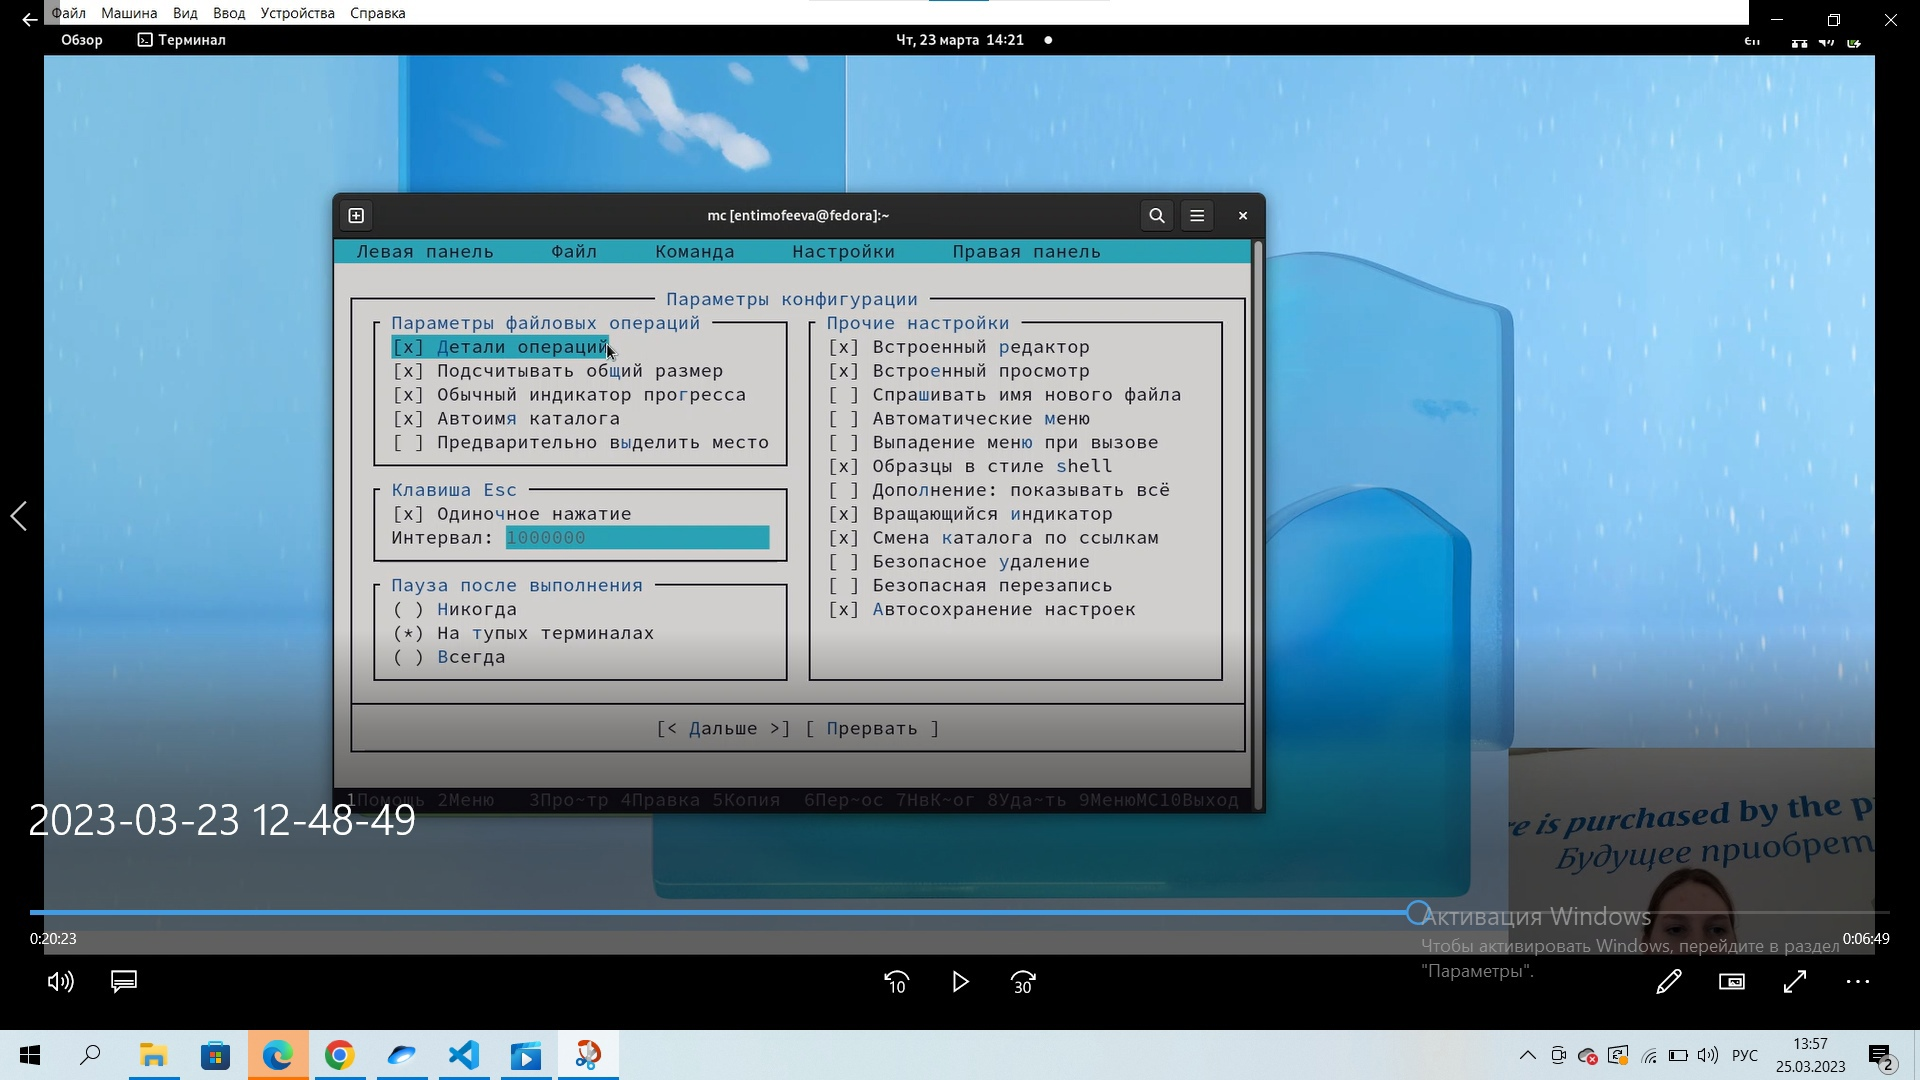 Файл Машина Вид Ввод Устройства Справка
Обзор Терминал Чт, 23 марта 14:21 en
mc [entimofeeva@fedora]:~
Левая панель Файл Команда Настройки Правая панель
Параметры конфигурации
Параметры файловых операций
[x] Детали операций
[x] Подсчитывать общий размер
[x] Обычный индикатор прогресса
[x] Автоимя каталога
[ ] Предварительно выделить место
Клавиша Esc
[x] Одиночное нажатие
Интервал: 1000000
Пауза после выполнения
( ) Никогда
(*) На тупых терминалах
( ) Всегда
Прочие настройки
[x] Встроенный редактор
[x] Встроенный просмотр
[ ] Спрашивать имя нового файла
[ ] Автоматические меню
[ ] Выпадение меню при вызове
[x] Образцы в стиле shell
[ ] Дополнение: показывать всё
[x] Вращающийся индикатор
[x] Смена каталога по ссылкам
[ ] Безопасное удаление
[ ] Безопасная перезапись
[x] Автосохранение настроек
[< Дальше >] [ Прервать ]
1Помощь 2Меню 3Про~тр 4Правка 5Копия 6Пер~ос 7НвК~ог 8Уда~ть 9МенюMC10Выход
2023-03-23 12-48-49
re is purchased by the p
Будущее приобрет
Активация Windows
Чтобы активировать Windows, перейдите в раздел
"Параметры".
0:20:23 0:06:49
10 30
РУС 13:57
25.03.2023
2